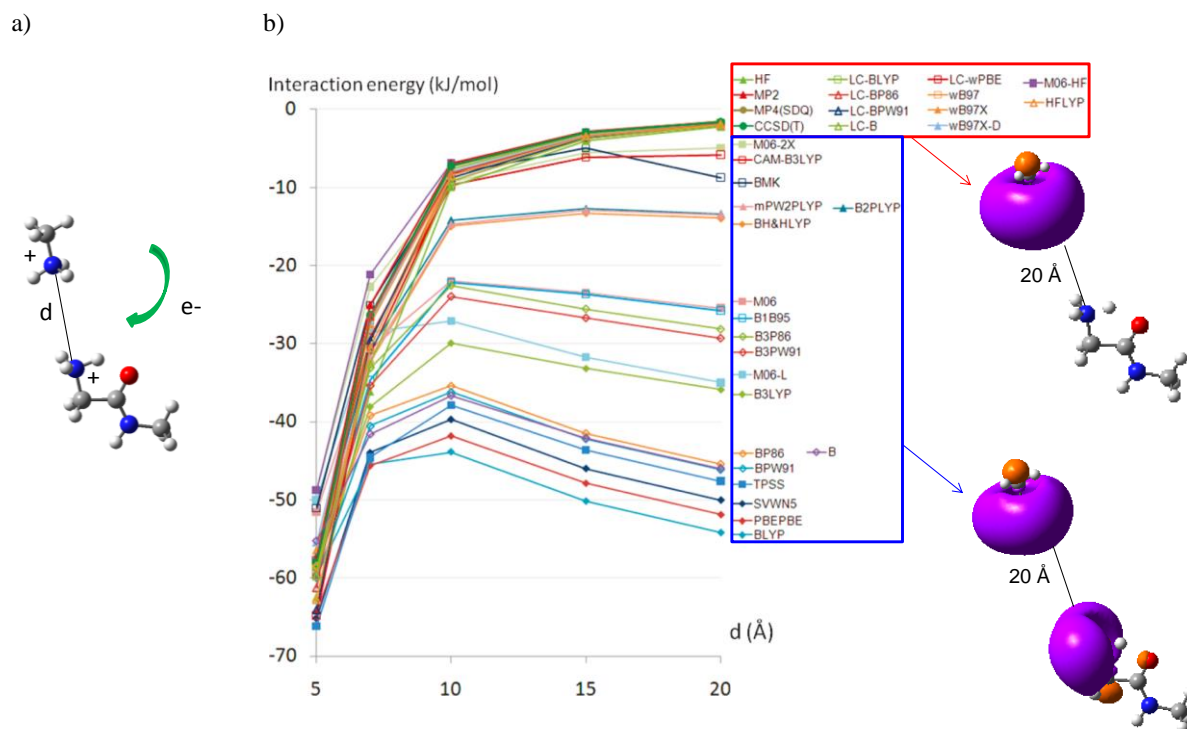 a)
b)
Interaction energy (kJ/mol)
0
-10
-20
-30
-40
-50
-60
-70
5
10
15
20
d (Å)
HF LC-BLYP LC-wPBE M06-HF
MP2 LC-BP86 wB97 HFLYP
MP4(SDQ) LC-BPW91 wB97X
CCSD(T) LC-B wB97X-D
M06-2X
CAM-B3LYP
BMK
mPW2PLYP B2PLYP
BH&HLYP
M06
B1B95
B3P86
B3PW91
M06-L
B3LYP
BP86 B
BPW91
TPSS
SVWN5
PBEPBE
BLYP
+
d
+
e-
20 Å
20 Å